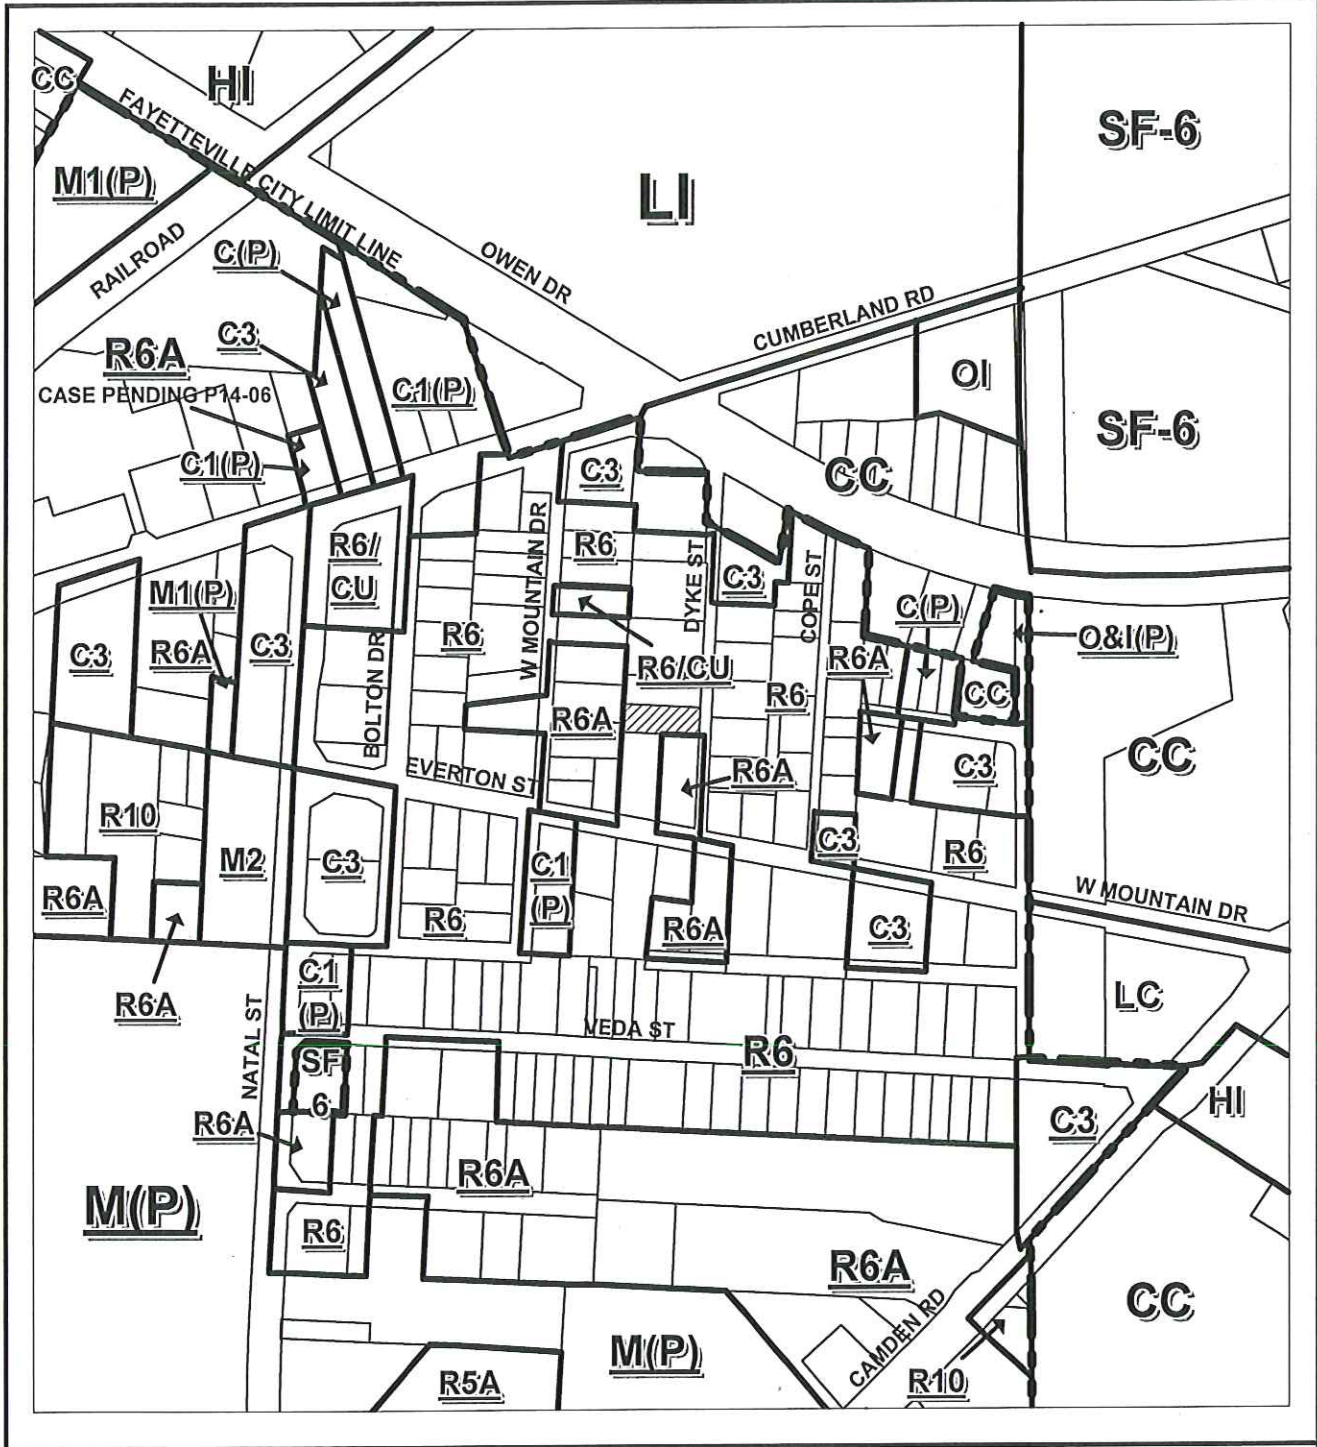 CC
HI
SF-6
LI
FAYETTEVILLE CITY LIMIT LINE
M1(P)
RAILROAD
C(P)
OWEN DR
CUMBERLAND RD
C3
R6A
CASE PENDING P14-06
C1(P)
OI
SF-6
C1(P)
CC
C3
R6/
CU
R6
W MOUNTAIN DR
DYKE ST
COPE ST
C3
M1(P)
C3
R6A
C3
BOLTON DR
R6
R6/CU
R6A
C(P)
O&I(P)
CC
R6
R6A
CC
EVERTON ST
R6A
C3
R10
M2
C3
C1
(P)
C3
R6
R6A
R6A
R6
R6A
C3
W MOUNTAIN DR
C1
(P)
LC
NATAL ST
VEDA ST
R6
SF
6
R6A
C3
HI
R6A
M(P)
R6
R6A
CC
CAMDEN RD
M(P)
R5A
R10